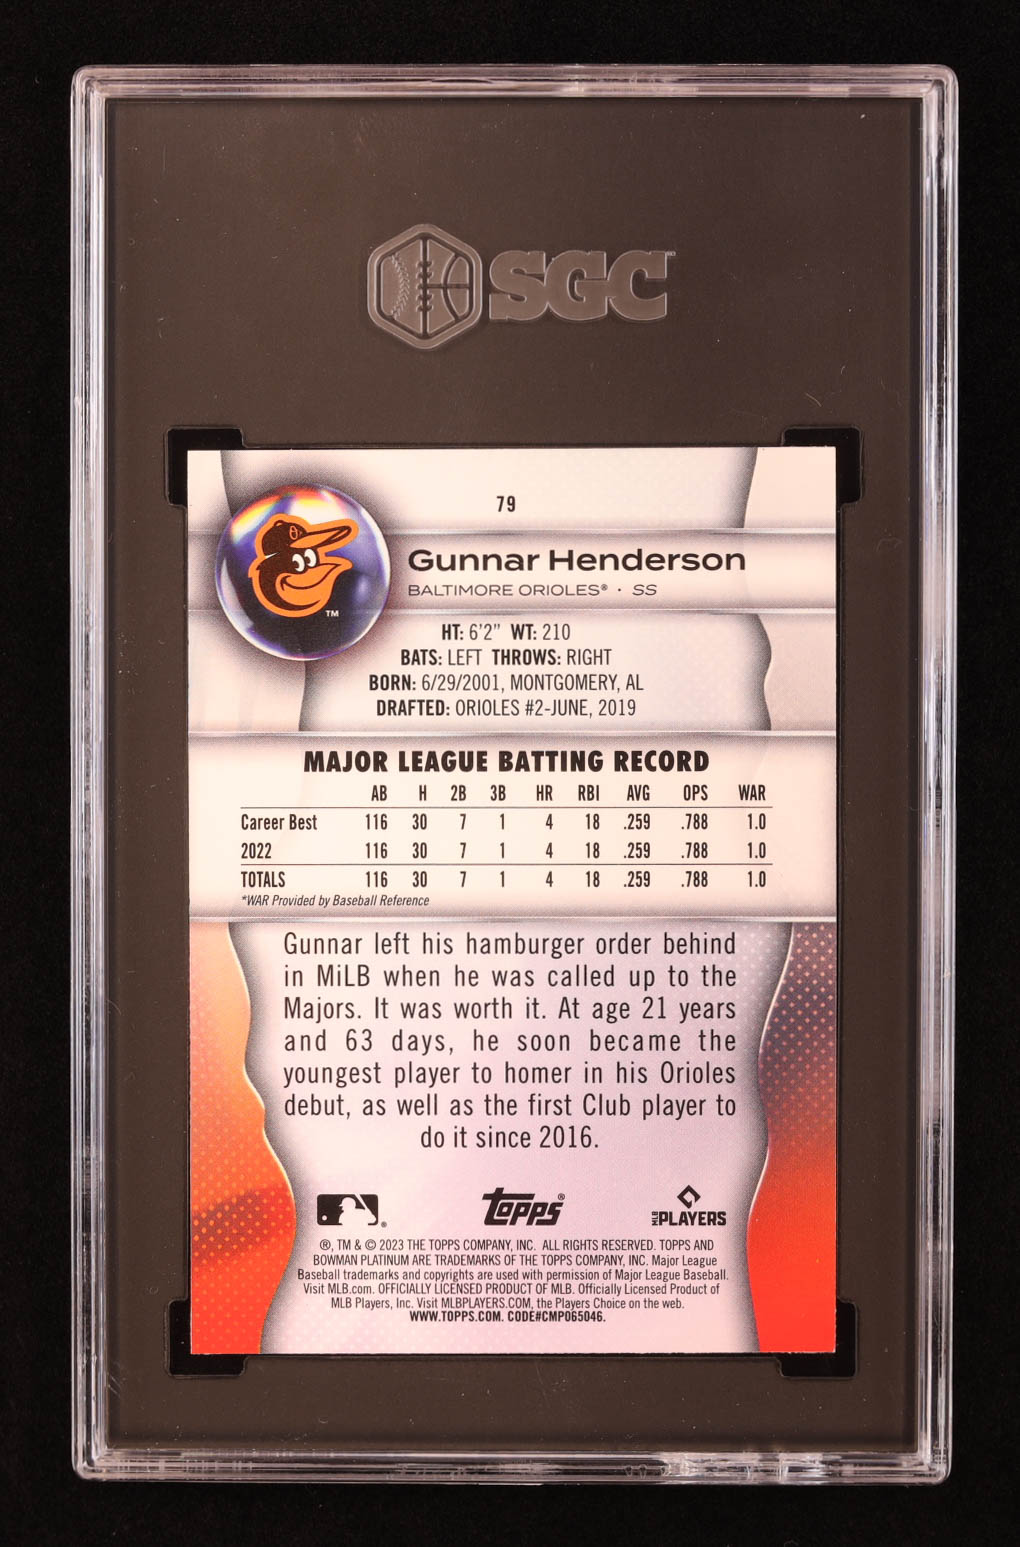 SGC
79
Gunnar Henderson
BALTIMORE ORIOLES® · SS
™
HT: 6'2" WT: 210
BATS: LEFT THROWS: RIGHT
BORN: 6/29/2001, MONTGOMERY, AL
DRAFTED: ORIOLES #2-JUNE, 2019
MAJOR LEAGUE BATTING RECORD
AB H 2B 3B HR RBI AVG OPS WAR
Career Best 116 30 7 1 4 18 .259 .788 1.0
2022 116 30 7 1 4 18 .259 .788 1.0
TOTALS 116 30 7 1 4 18 .259 .788 1.0
*WAR Provided by Baseball Reference
Gunnar left his hamburger order behind
in MiLB when he was called up to the
Majors. It was worth it. At age 21 years
and 63 days, he soon became the
youngest player to homer in his Orioles
debut, as well as the first Club player to
do it since 2016.
topps® MLB PLAYERS
®, TM & © 2023 THE TOPPS COMPANY, INC. ALL RIGHTS RESERVED. TOPPS AND
BOWMAN PLATINUM ARE TRADEMARKS OF THE TOPPS COMPANY, INC. Major League
Baseball trademarks and copyrights are used with permission of Major League Baseball.
Visit MLB.com. OFFICIALLY LICENSED PRODUCT OF MLB. Officially Licensed Product of
MLB Players, Inc. Visit MLBPLAYERS.COM, the Players Choice on the web.
WWW.TOPPS.COM. CODE#CMP065046.